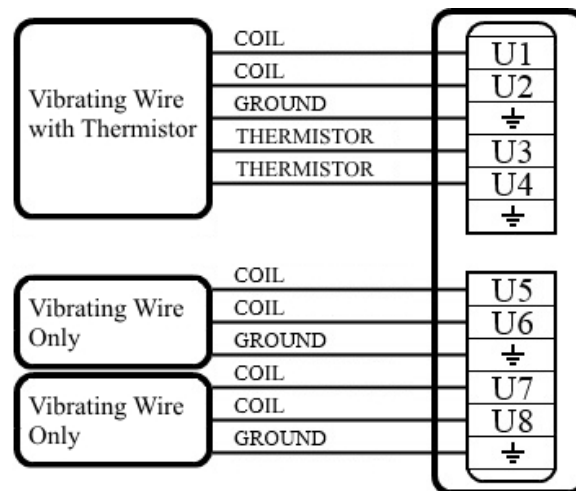 Vibrating Wire
with Thermistor
COIL
COIL
GROUND
THERMISTOR
THERMISTOR
U1
U2
U3
U4
Vibrating Wire
Only
COIL
COIL
GROUND
Vibrating Wire
Only
COIL
COIL
GROUND
U5
U6
U7
U8